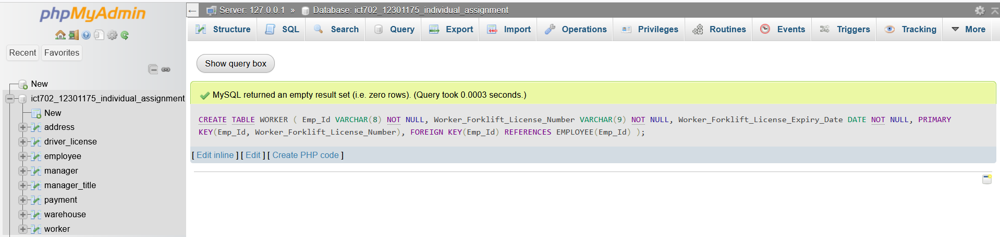 phpMyAdmin
Recent Favorites
New
ict702_12301175_individual_assignment
New
address
driver_license
employee
manager
manager_title
payment
warehouse
worker
Server: 127.0.0.1 » Database: ict702_12301175_individual_assignment
Structure SQL Search Query Export Import Operations Privileges Routines Events Triggers Tracking More
Show query box
MySQL returned an empty result set (i.e. zero rows). (Query took 0.0003 seconds.)
CREATE TABLE WORKER ( Emp_Id VARCHAR(8) NOT NULL, Worker_Forklift_License_Number VARCHAR(9) NOT NULL, Worker_Forklift_License_Expiry_Date DATE NOT NULL, PRIMARY
KEY(Emp_Id, Worker_Forklift_License_Number), FOREIGN KEY(Emp_Id) REFERENCES EMPLOYEE(Emp_Id) );
[ Edit inline ] [ Edit ] [ Create PHP code ]